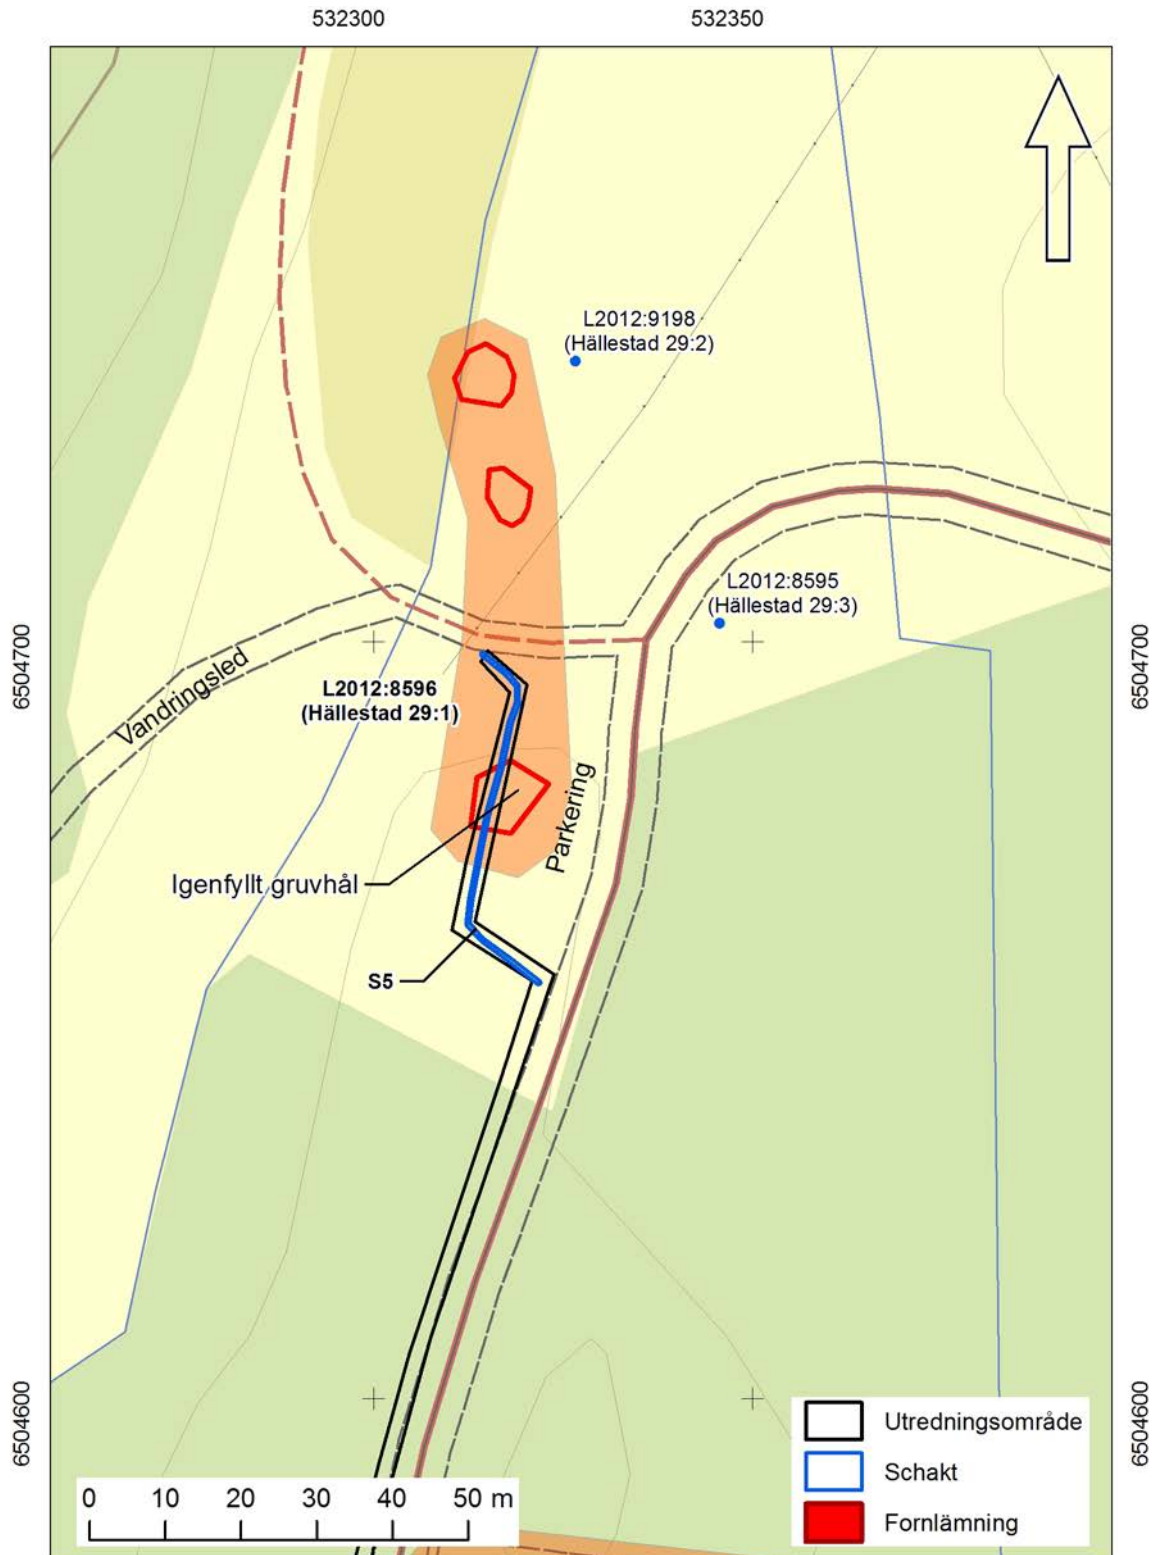 532300
532350
L2012:9198
(Hällestad 29:2)
L2012:8595
(Hällestad 29:3)
6504700
6504700
Vandringsled
L2012:8596
(Hällestad 29:1)
Parkering
Igenfyllt gruvhål
S5
6504600
6504600
Utredningsområde
Schakt
Fornlämning
0 10 20 30 40 50 m